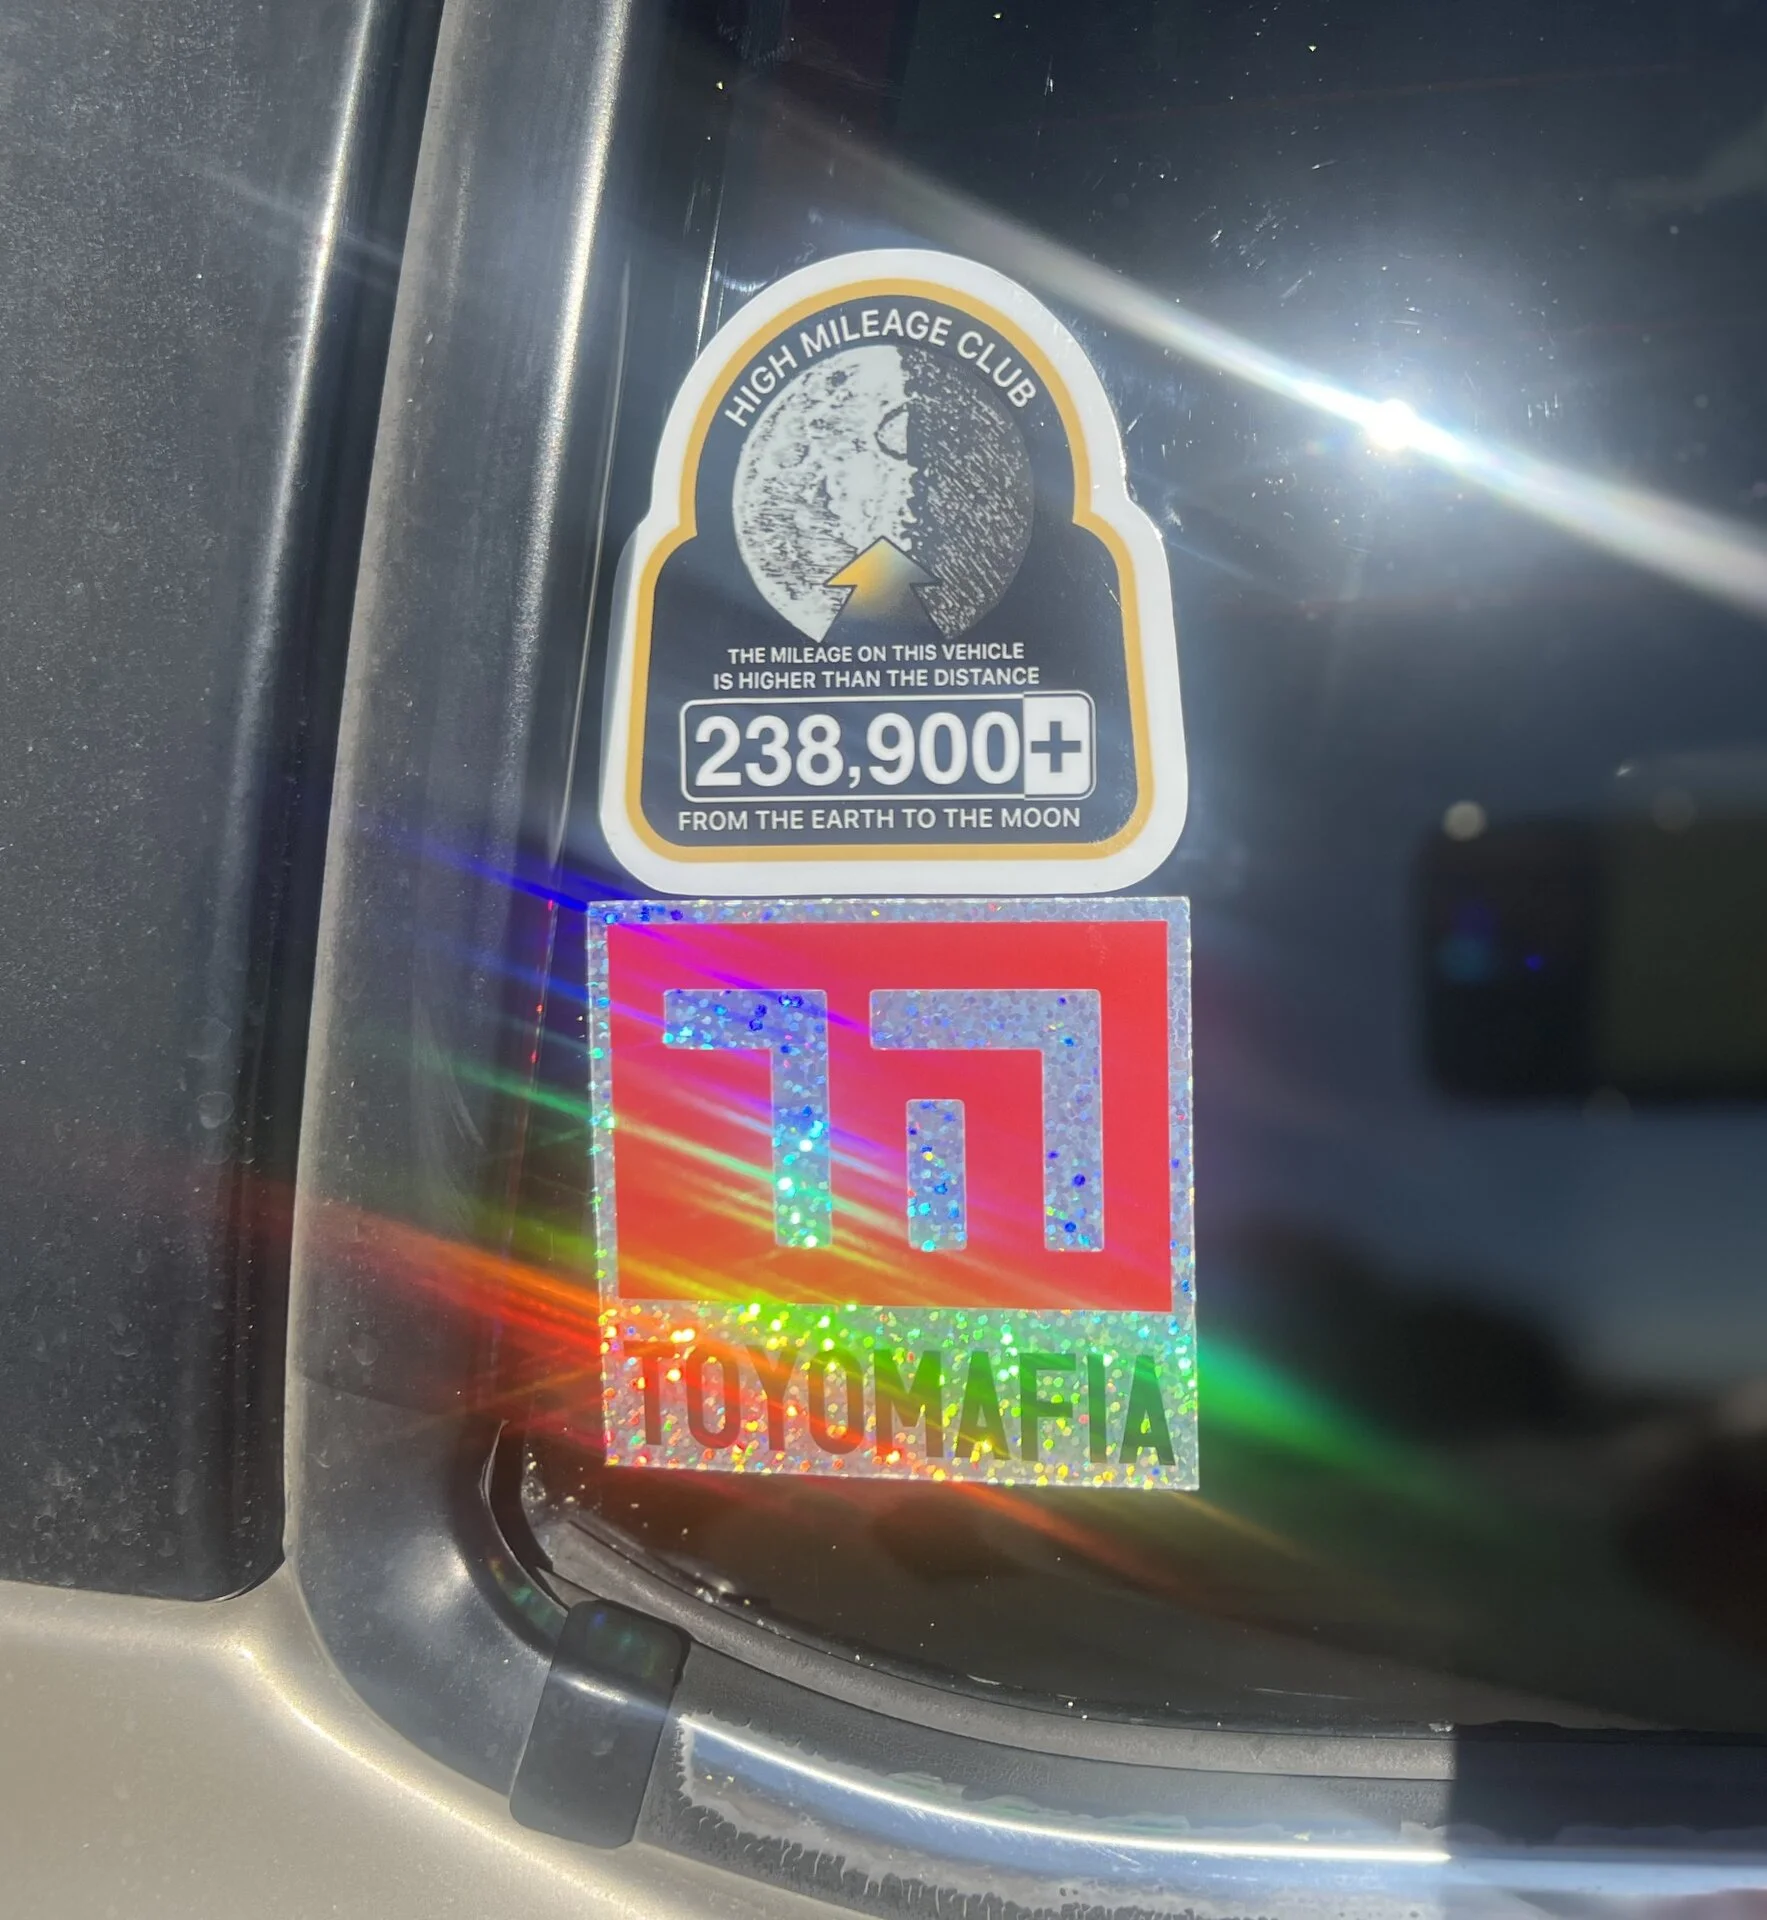 HIGH MILEAGE CLUB
THE MILEAGE ON THIS VEHICLE
IS HIGHER THAN THE DISTANCE
238,900+
FROM THE EARTH TO THE MOON
TOYOMAFIA